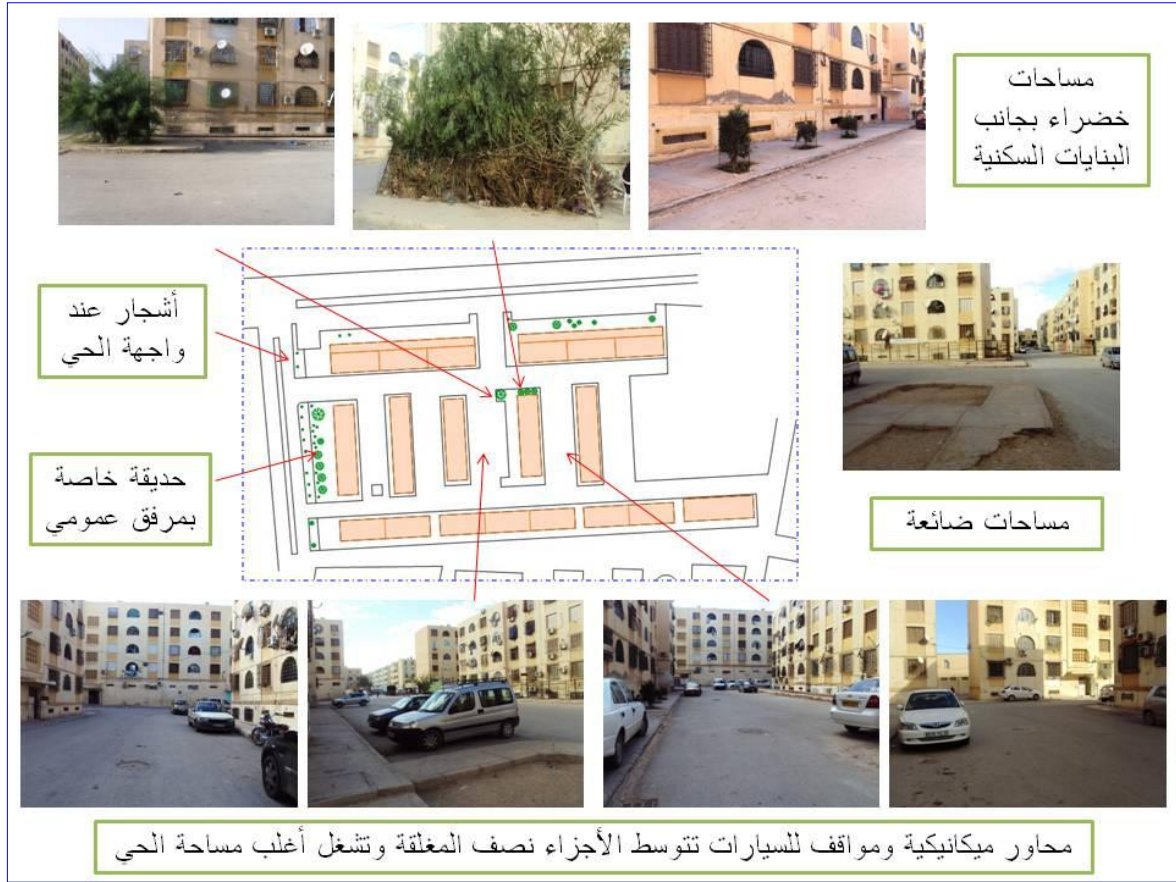 مساحات
خضراء بجانب
البنايات السكنية
أشجار عند
واجهة الحي
حديقة خاصة
بمرفق عمومي
مساحات ضائعة
محاور ميكانيكية ومواقف للسيارات تتوسط الأجزاء نصف المغلقة وتشغل أغلب مساحة الحي